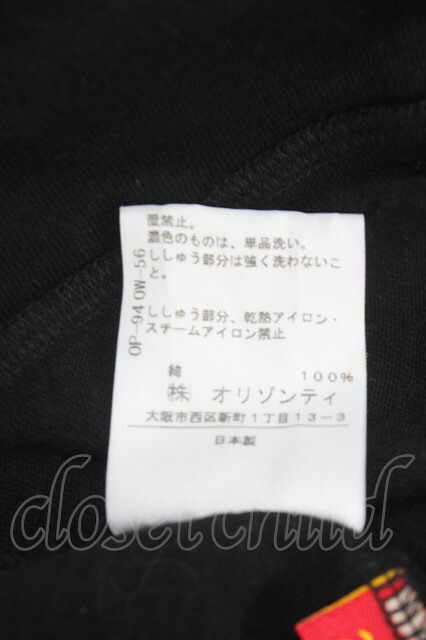 禁止。
濃色のものは、単品洗い。
ししゅう部分は強く洗わないこ
と。
ししゅう部分、乾熱アイロン・
スチームアイロン禁止
OP-940W-56
綿 100%
㈱ オリゾンティ
大阪市西区新町1丁目13-3
日本製
closet child